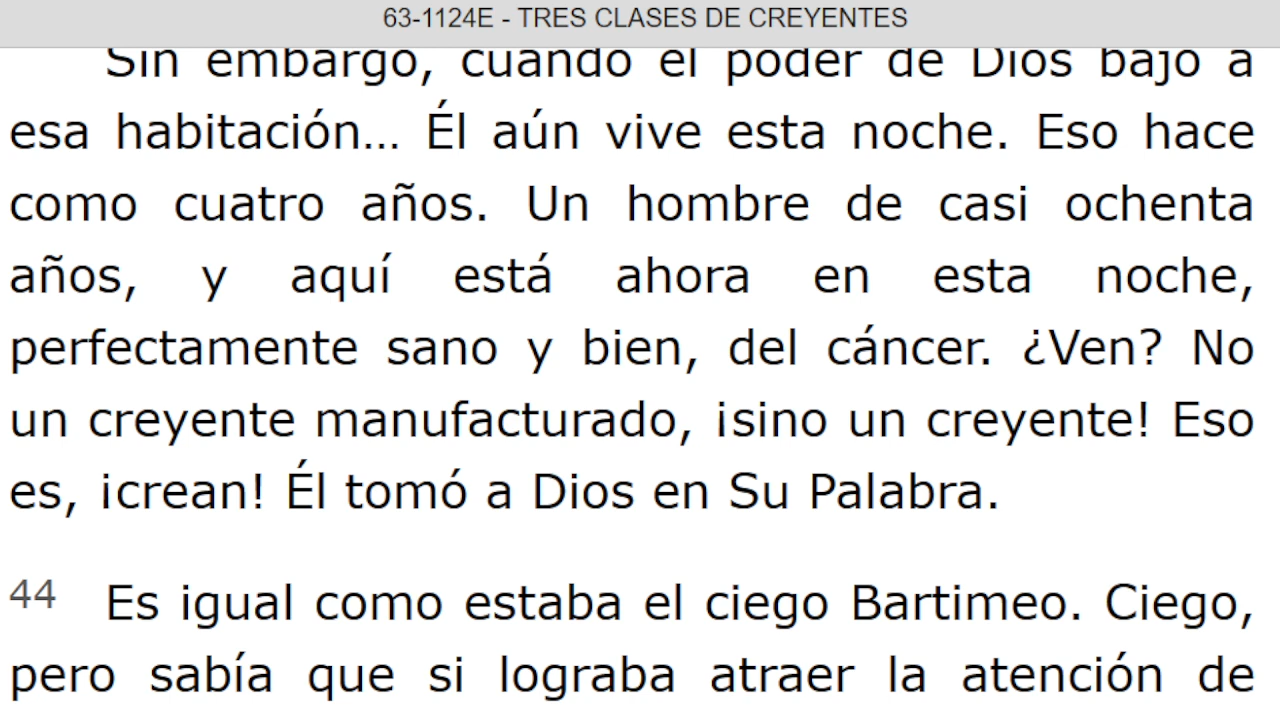 63-1124E - TRES CLASES DE CREYENTES
Sin embargo, cuando el poder de Dios bajó a
esa habitación... Él aún vive esta noche. Eso hace
como cuatro años. Un hombre de casi ochenta
años, y aquí está ahora en esta noche,
perfectamente sano y bien, del cáncer. ¿Ven? No
un creyente manufacturado, ¡sino un creyente! Eso
es, ¡crean! Él tomó a Dios en Su Palabra.
44 Es igual como estaba el ciego Bartimeo. Ciego,
pero sabía que si lograba atraer la atención de